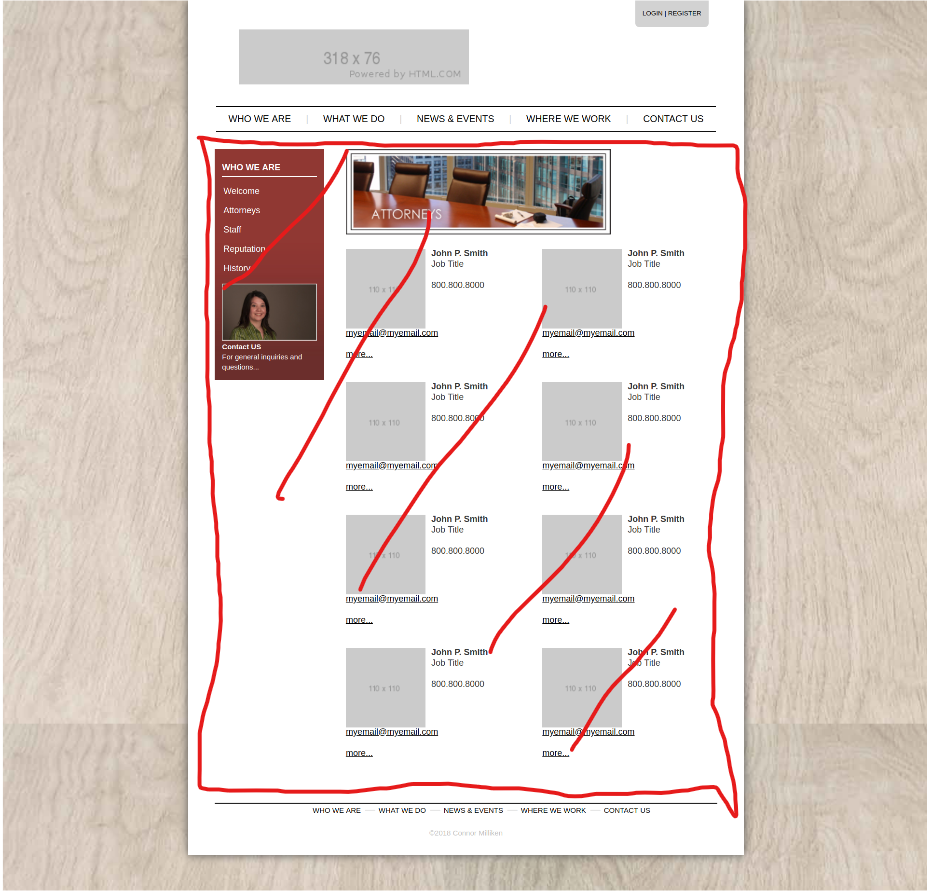 LOGIN | REGISTER
318 x 76
Powered by HTML.COM
WHO WE ARE | WHAT WE DO | NEWS & EVENTS | WHERE WE WORK | CONTACT US
WHO WE ARE
Welcome
Attorneys
Staff
Reputation
History
Contact US
For general inquiries and
questions...
ATTORNEYS
John P. Smith
Job Title
800.800.8000
110 x 110
myemail@myemail.com
more...
John P. Smith
Job Title
800.800.8000
110 x 110
myemail@myemail.com
more...
John P. Smith
Job Title
800.800.8000
110 x 110
myemail@myemail.com
more...
John P. Smith
Job Title
800.800.8000
110 x 110
myemail@myemail.com
more...
John P. Smith
Job Title
800.800.8000
110 x 110
myemail@myemail.com
more...
John P. Smith
Job Title
800.800.8000
110 x 110
myemail@myemail.com
more...
John P. Smith
Job Title
800.800.8000
110 x 110
myemail@myemail.com
more...
John P. Smith
Job Title
800.800.8000
110 x 110
myemail@myemail.com
more...
WHO WE ARE — WHAT WE DO — NEWS & EVENTS — WHERE WE WORK — CONTACT US
©2018 Connor Milliken